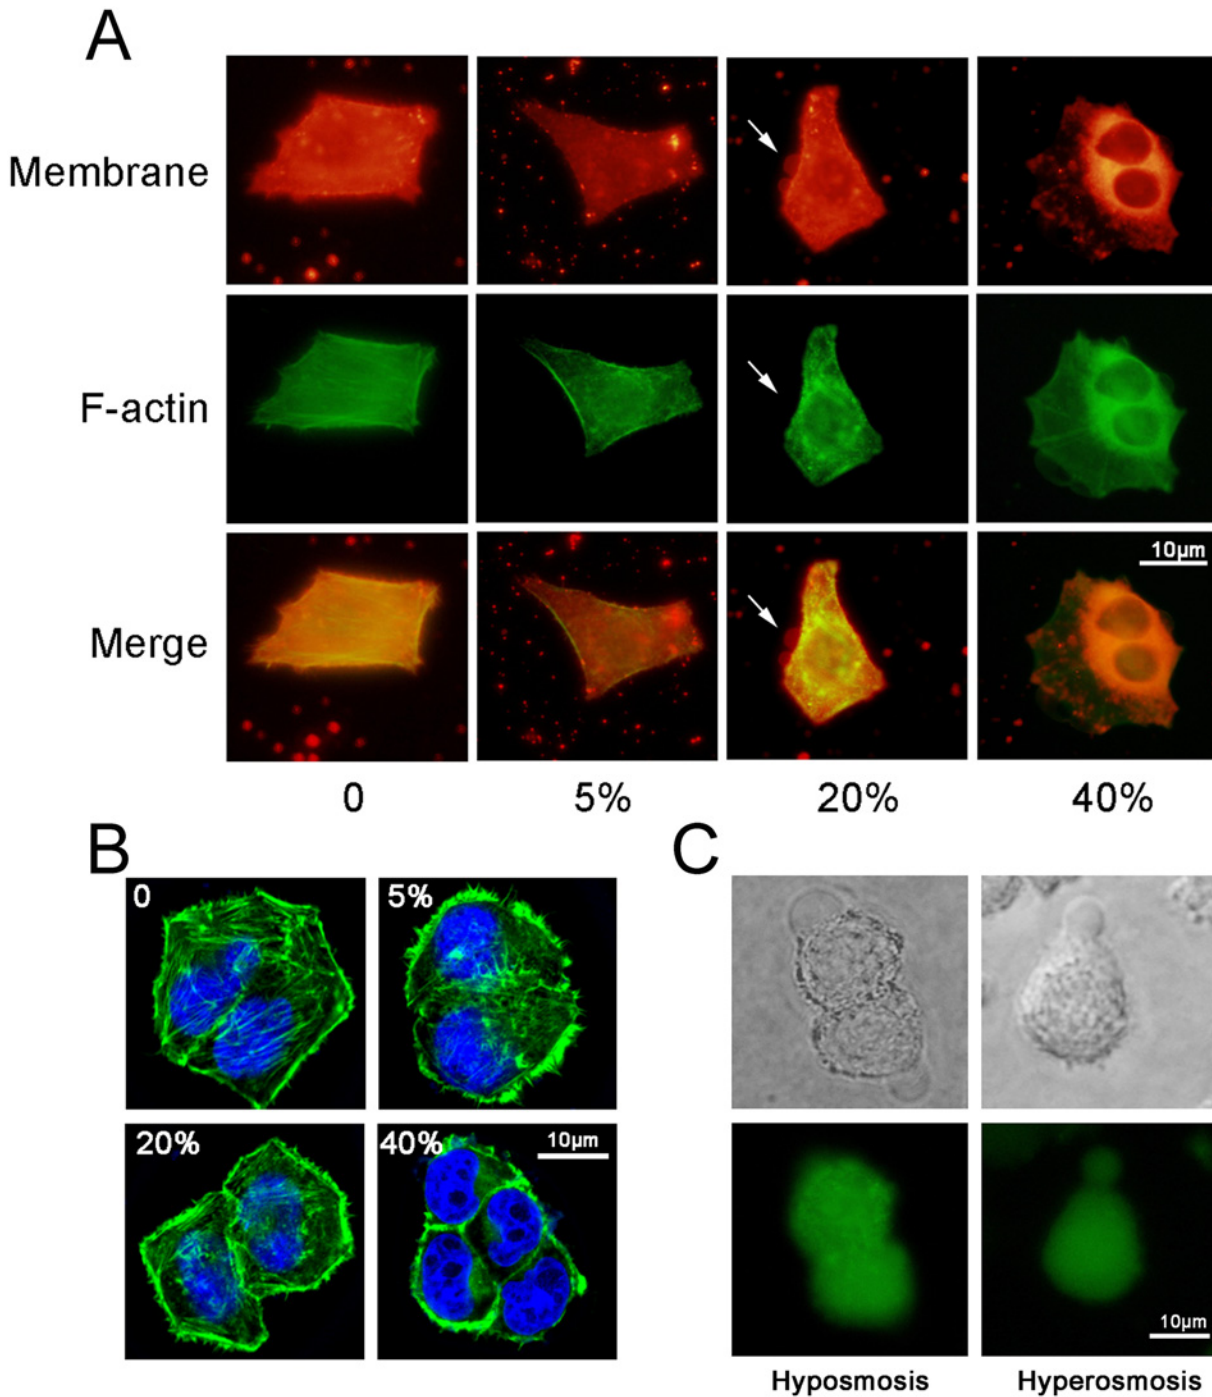 A
Membrane
F-actin
Merge
10μm
0
5%
20%
40%
B
0
5%
20%
40%
10μm
C
10μm
Hyposmosis
Hyperosmosis